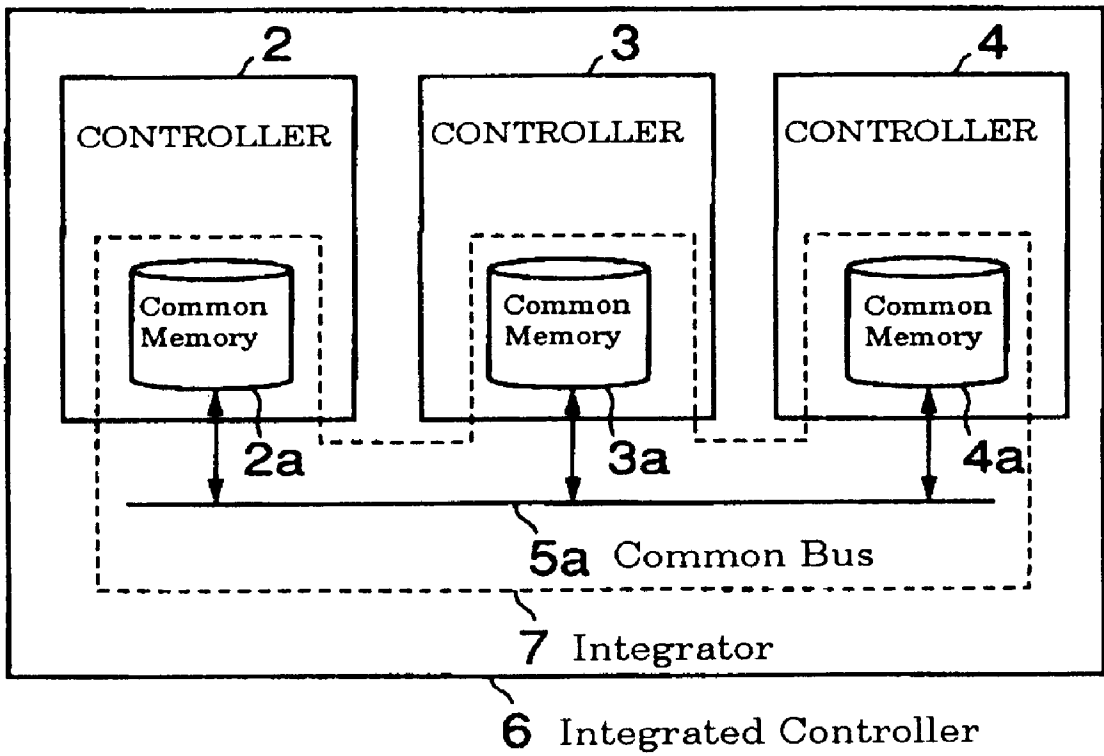 2
3
4
CONTROLLER
CONTROLLER
CONTROLLER
Common
Memory
Common
Memory
Common
Memory
2a
3a
4a
5a Common Bus
7 Integrator
6 Integrated Controller